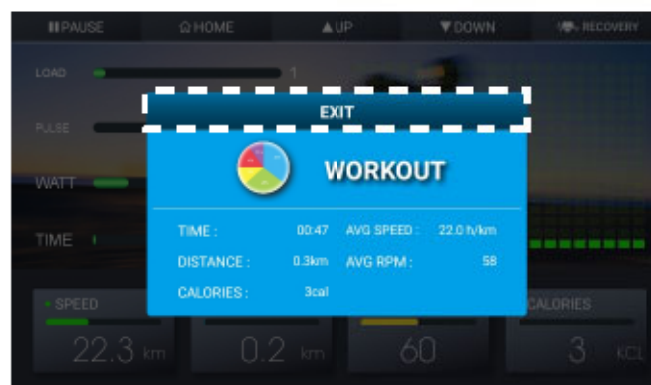 PAUSE HOME UP DOWN RECOVERY
LOAD 1
EXIT
PULSE
WORKOUT
WATT
TIME : 00:47 AVG SPEED : 22.0 h/km
TIME
DISTANCE : 0.3km AVG RPM : 58
CALORIES : 3cal
SPEED CALORIES
22.3 km 0.2 km 60 3 KCL